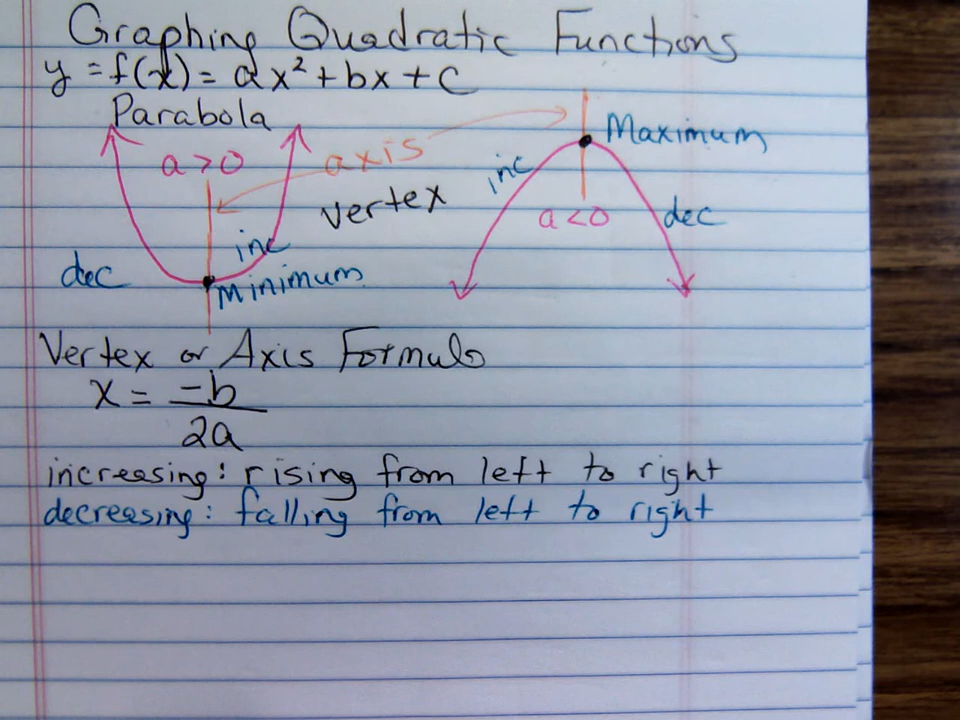 Graphing Quadratic Functions
y = f(x) = ax² + bx + c
Parabola
a > 0
axis
vertex
inc
dec
Minimum
Maximum
inc
a < 0
dec
Vertex or Axis Formula
x = -b
2a
increasing: rising from left to right
decreasing: falling from left to right